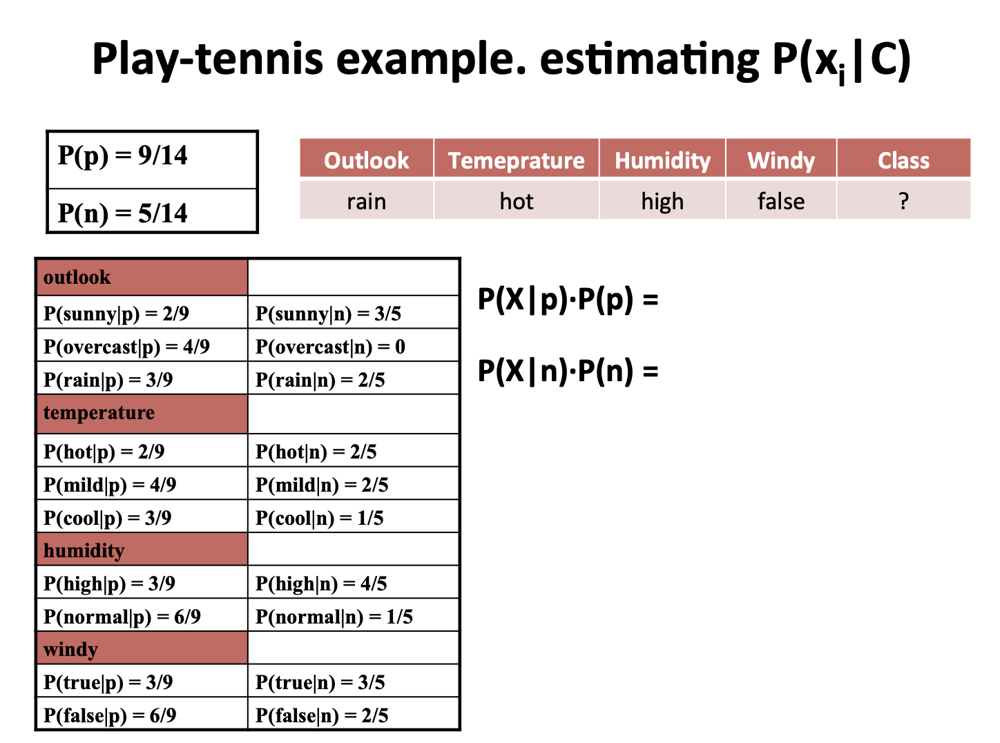 Play-tennis example. estimating P(xi|C)
P(p) = 9/14
P(n) = 5/14
Outlook Temeprature Humidity Windy Class
rain hot high false ?
outlook
P(sunny|p) = 2/9 P(sunny|n) = 3/5
P(overcast|p) = 4/9 P(overcast|n) = 0
P(rain|p) = 3/9 P(rain|n) = 2/5
temperature
P(hot|p) = 2/9 P(hot|n) = 2/5
P(mild|p) = 4/9 P(mild|n) = 2/5
P(cool|p) = 3/9 P(cool|n) = 1/5
humidity
P(high|p) = 3/9 P(high|n) = 4/5
P(normal|p) = 6/9 P(normal|n) = 1/5
windy
P(true|p) = 3/9 P(true|n) = 3/5
P(false|p) = 6/9 P(false|n) = 2/5
P(X|p)·P(p) =
P(X|n)·P(n) =